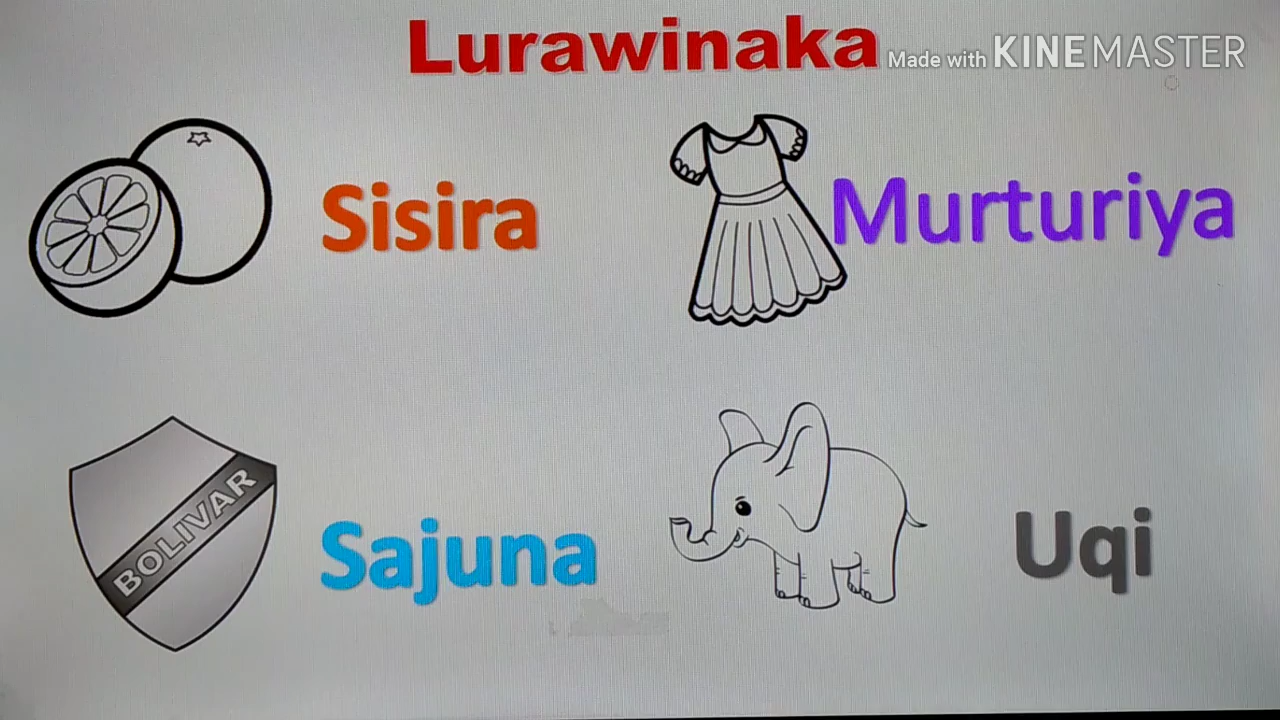 Lurawinaka
Made with KINEMASTER
Sisira
Murturiya
BOLIVAR
Sajuna
Uqi